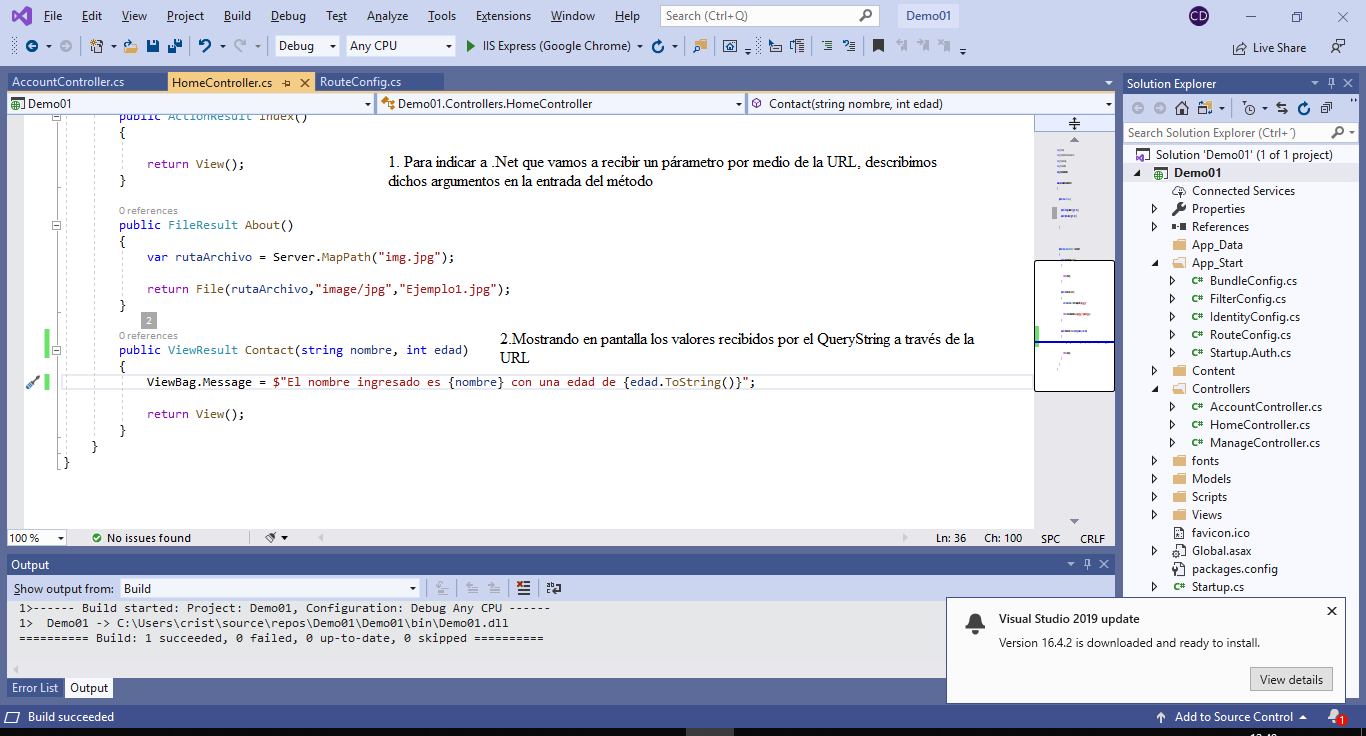 File Edit View Project Build Debug Test Analyze Tools Extensions Window Help Search (Ctrl+Q) Demo01 CD
Debug Any CPU IIS Express (Google Chrome) Live Share
AccountController.cs HomeController.cs RouteConfig.cs
Demo01 Demo01.Controllers.HomeController Contact(string nombre, int edad)
public ActionResult Index()
{
return View();
}
1. Para indicar a .Net que vamos a recibir un párametro por medio de la URL, describimos
dichos argumentos en la entrada del método
0 references
public FileResult About()
{
var rutaArchivo = Server.MapPath("img.jpg");
return File(rutaArchivo,"image/jpg","Ejemplo1.jpg");
}
2
0 references
public ViewResult Contact(string nombre, int edad)
{
2.Mostrando en pantalla los valores recibidos por el QueryString a través de la
URL
ViewBag.Message = $"El nombre ingresado es {nombre} con una edad de {edad.ToString()}";
return View();
}
}
}
100 % No issues found Ln: 36 Ch: 100 SPC CRLF
Output
Show output from: Build
1>------ Build started: Project: Demo01, Configuration: Debug Any CPU ------
1> Demo01 -> C:\Users\crist\source\repos\Demo01\Demo01\bin\Demo01.dll
========== Build: 1 succeeded, 0 failed, 0 up-to-date, 0 skipped ==========
Error List Output
Solution Explorer
Search Solution Explorer (Ctrl+´)
Solution 'Demo01' (1 of 1 project)
Demo01
Connected Services
Properties
References
App_Data
App_Start
C# BundleConfig.cs
C# FilterConfig.cs
C# IdentityConfig.cs
C# RouteConfig.cs
C# Startup.Auth.cs
Content
Controllers
C# AccountController.cs
C# HomeController.cs
C# ManageController.cs
fonts
Models
Scripts
Views
favicon.ico
Global.asax
packages.config
C# Startup.cs
Visual Studio 2019 update
Version 16.4.2 is downloaded and ready to install.
View details
Build succeeded Add to Source Control 1